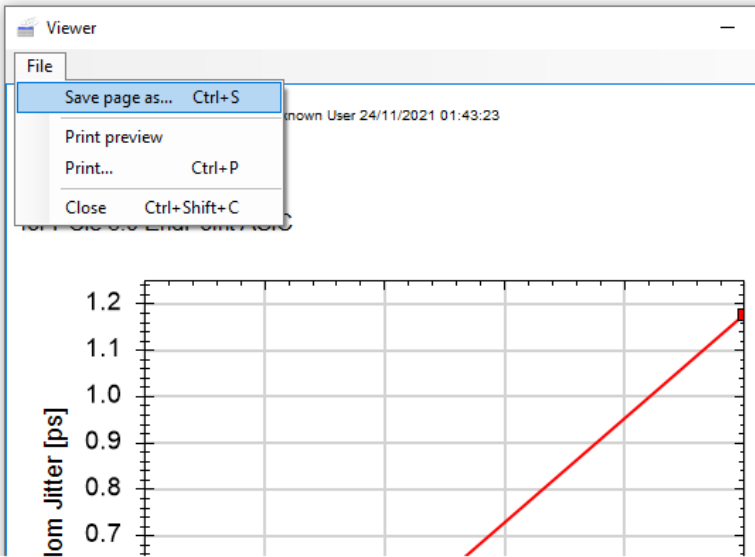 Viewer
File
Save page as... Ctrl+S
User 24/11/2021 01:43:23
Print preview
Print... Ctrl+P
Close Ctrl+Shift+C
1.2
1.1
1.0
0.9
0.8
0.7
Jitter [ps]